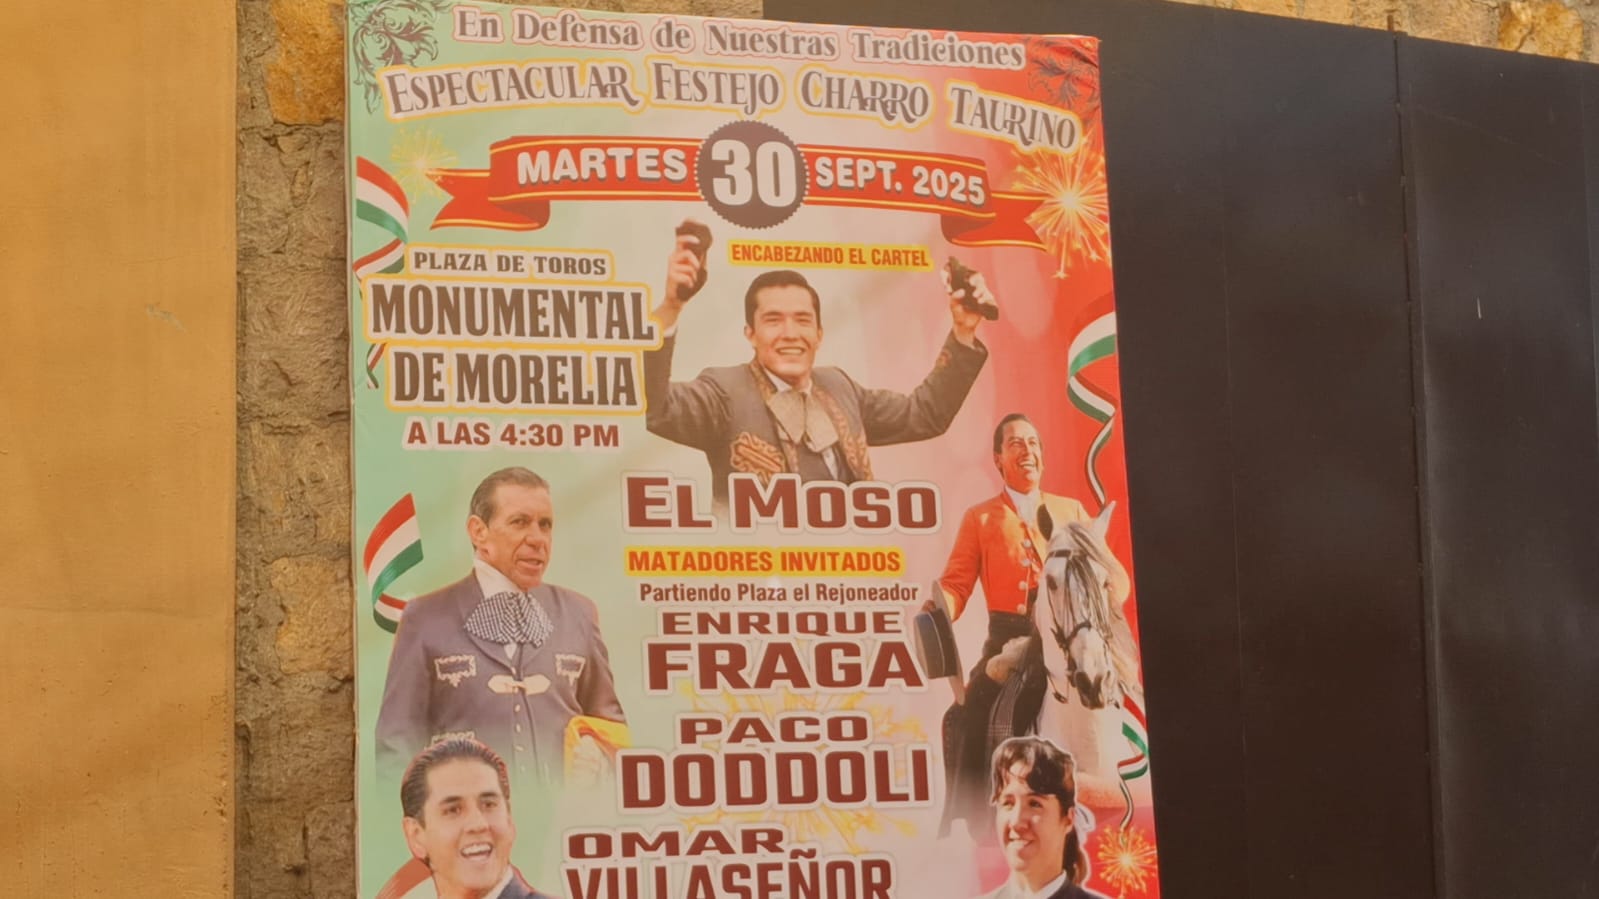 En Defensa de Nuestras Tradiciones
ESPECTACULAR FESTEJO CHARRO TAURINO
MARTES 30 SEPT. 2025
PLAZA DE TOROS
MONUMENTAL
DE MORELIA
A LAS 4:30 PM
ENCABEZANDO EL CARTEL
EL MOSO
MATADORES INVITADOS
Partiendo Plaza el Rejoneador
ENRIQUE
FRAGA
PACO
DODDOLI
OMAR
VILLASEÑOR